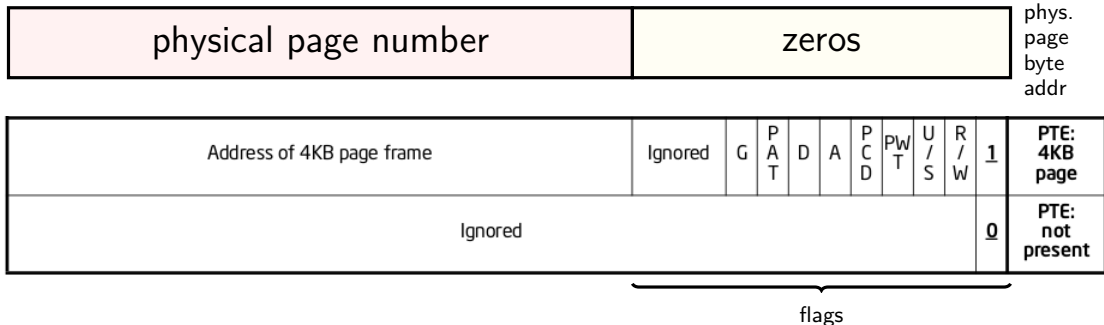 physical page number
zeros
phys.
page
byte
addr
Address of 4KB page frame
Ignored
G
P
A
T
D
A
P
C
D
PW
T
U
/
S
R
/
W
1
PTE:
4KB
page
Ignored
0
PTE:
not
present
flags